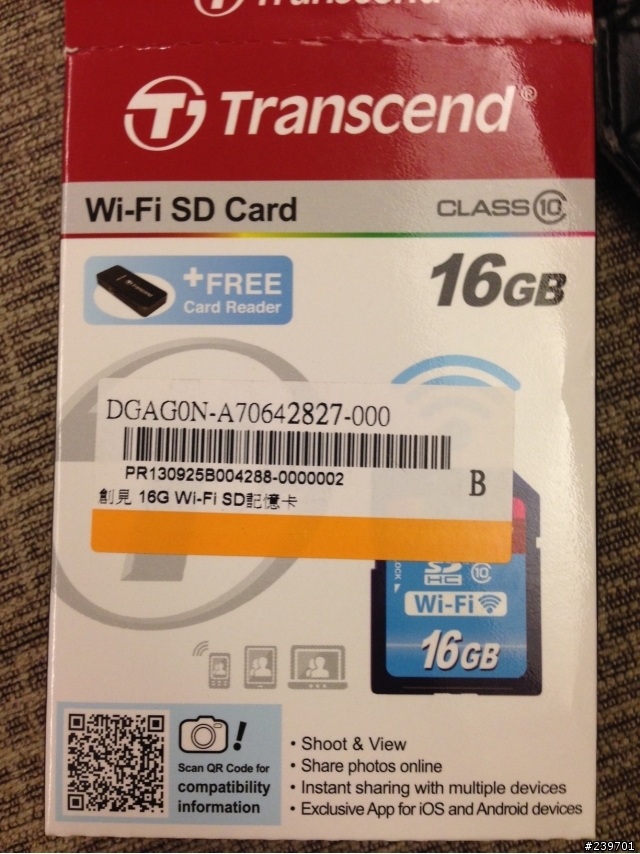 Transcend
Transcend®
Wi-Fi SD Card
CLASS 10
+FREE
Card Reader
Transcend
16GB
DGAG0N-A70642827-000
PR130925B004288-0000002
B
創見 16G Wi-Fi SD記憶卡
LOCK
SD
HC
10
Wi-Fi
16GB
Scan QR Code for
compatibility
information
• Shoot & View
• Share photos online
• Instant sharing with multiple devices
• Exclusive App for iOS and Android devices
#239701